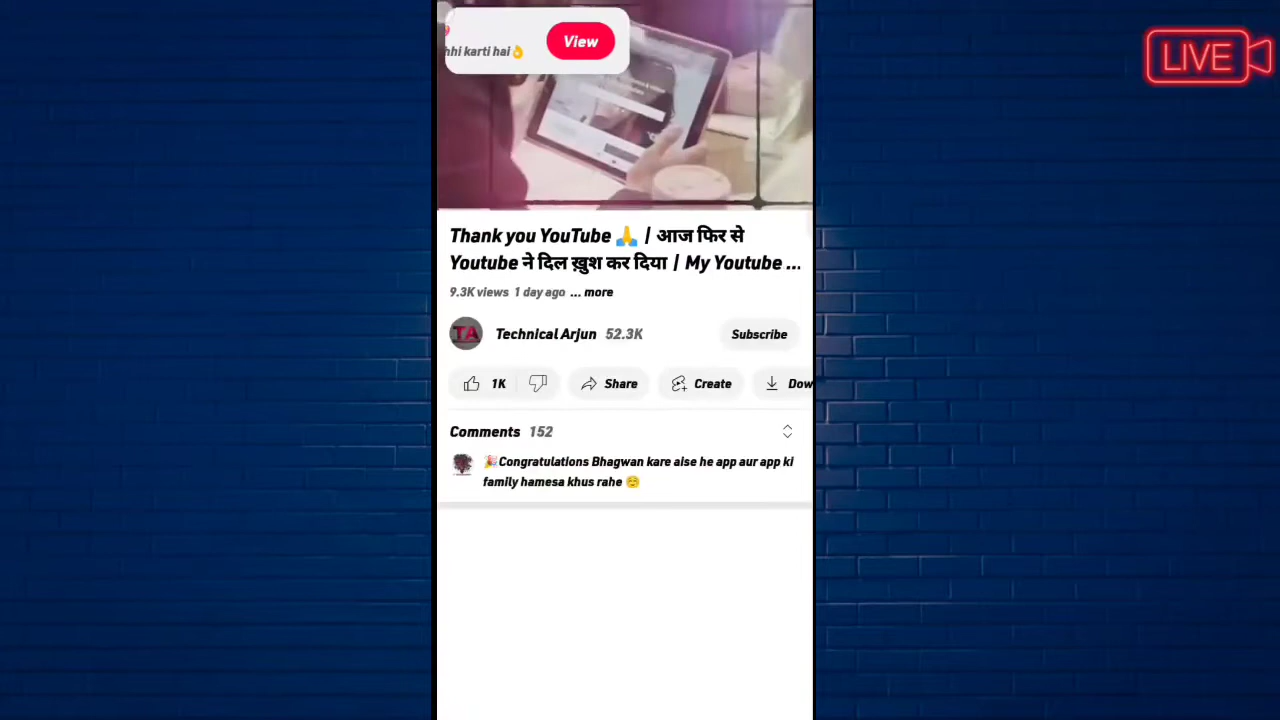 LIVE
hhi karti hai👌
View
Thank you YouTube 🙏 | आज फिर से
Youtube ने दिल ख़ुश कर दिया | My Youtube ...
9.3K views 1 day ago ... more
TA
Technical Arjun 52.3K
Subscribe
1K
Share
Create
Dow
Comments 152
🎉Congratulations Bhagwan kare aise he app aur app ki
family hamesa khus rahe ☺️